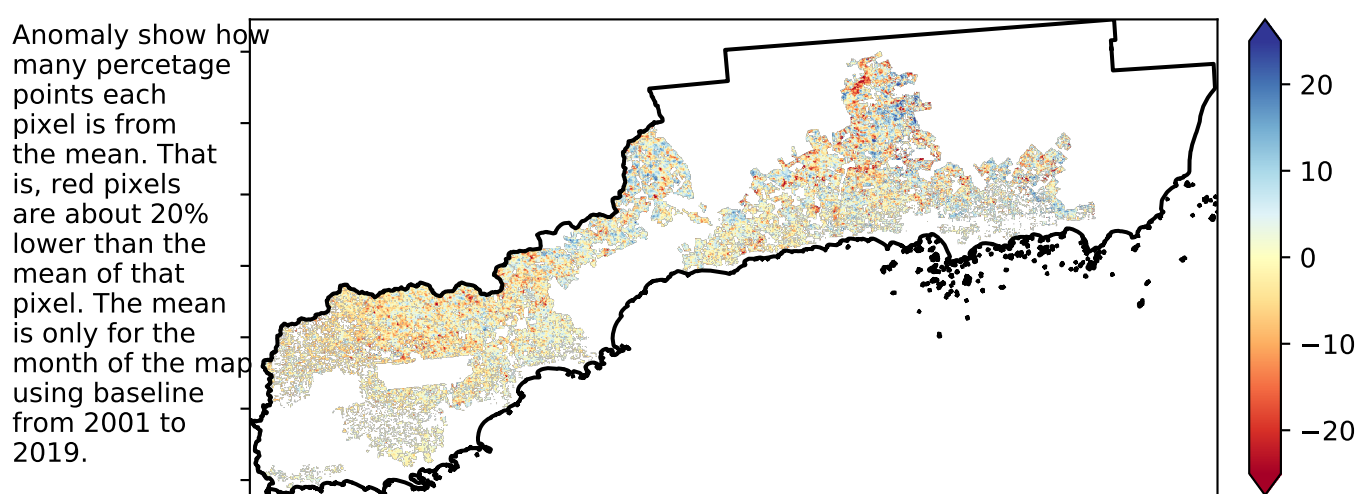 Anomaly show how
many percetage
points each
pixel is from
the mean. That
is, red pixels
are about 20%
lower than the
mean of that
pixel. The mean
is only for the
month of the map
using baseline
from 2001 to
2019.
20
10
0
−10
−20